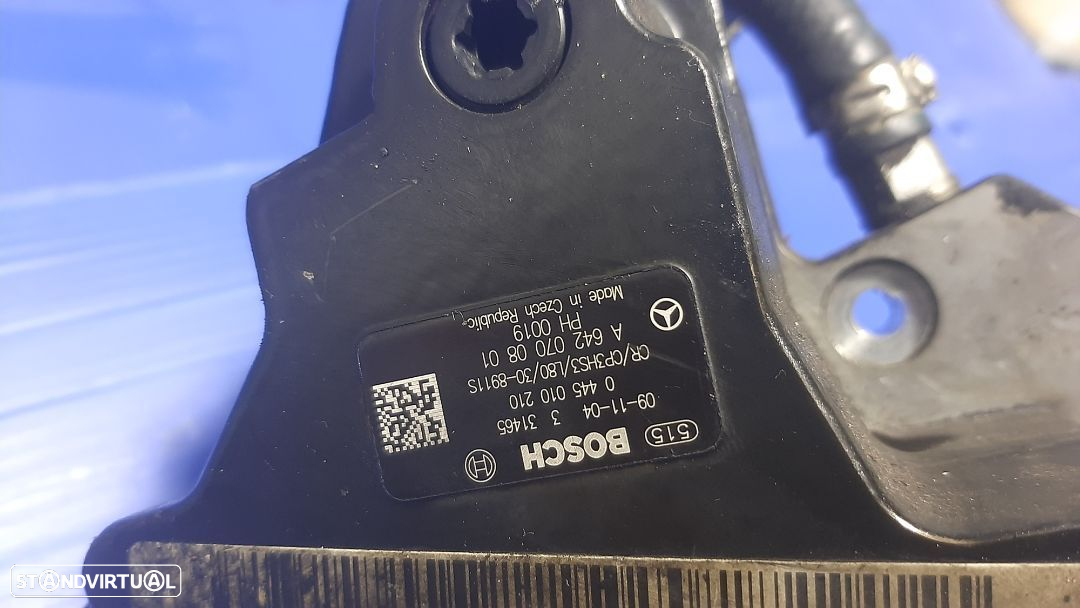 515 BOSCH
09-11-04 3 31465
0 445 010 210
CR/CP3HS3/L80/30-8911S
A 642 070 08 01
PH 0019
Made in Czech Republic
STANDVIRTUAL